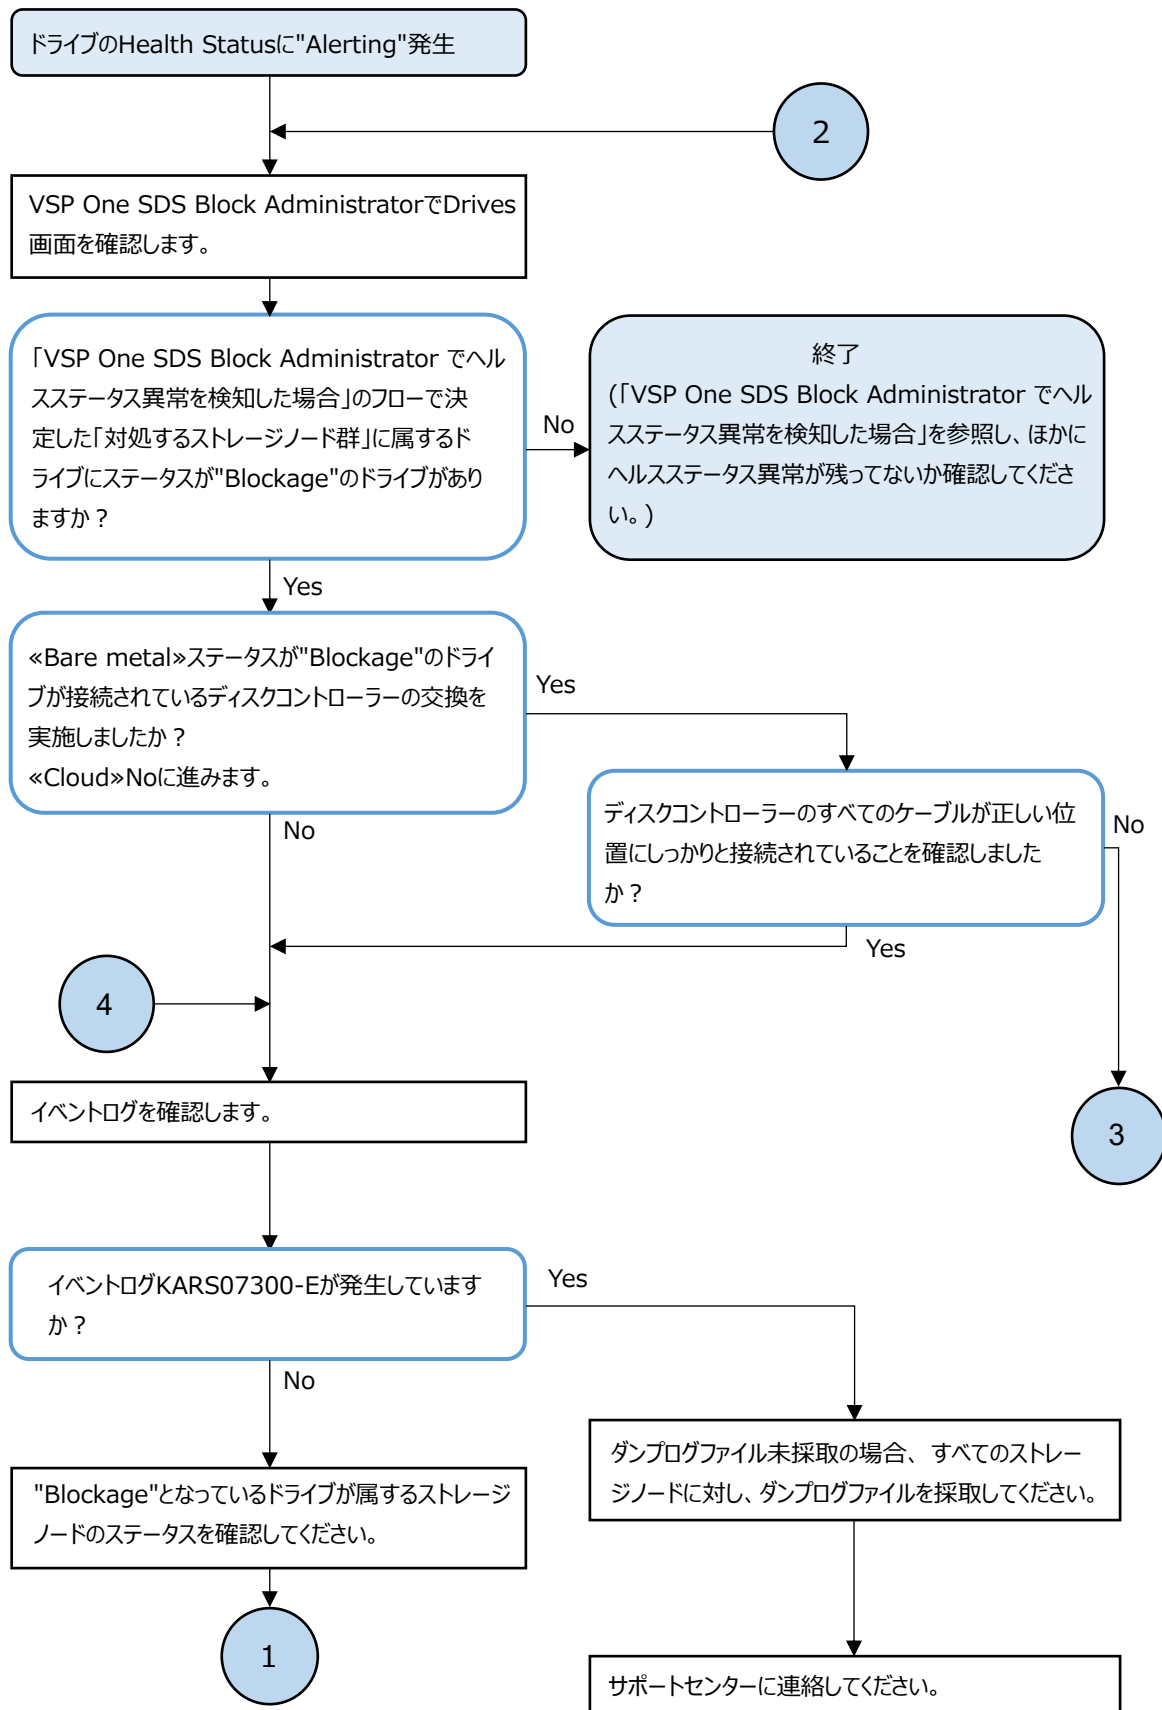 ドライブのHealth Statusに"Alerting"発生
2
VSP One SDS Block AdministratorでDrives
画面を確認します。
「VSP One SDS Block Administrator でヘル
スステータス異常を検知した場合」のフローで決
定した「対処するストレージノード群」に属するド
ライブにステータスが"Blockage"のドライブがあり
ますか？
No
終了
(「VSP One SDS Block Administrator でヘル
スステータス異常を検知した場合」を参照し、ほかに
ヘルスステータス異常が残ってないか確認してくださ
い。)
Yes
«Bare metal»ステータスが"Blockage"のドライ
ブが接続されているディスクコントローラーの交換を
実施しましたか？
«Cloud»Noに進みます。
Yes
No
ディスクコントローラーのすべてのケーブルが正しい位
置にしっかりと接続されていることを確認しました
か？
No
Yes
4
イベントログを確認します。
3
イベントログKARS07300-Eが発生しています
か？
Yes
No
ダンプログファイル未採取の場合、すべてのストレー
ジノードに対し、ダンプログファイルを採取してください。
"Blockage"となっているドライブが属するストレージ
ノードのステータスを確認してください。
1
サポートセンターに連絡してください。